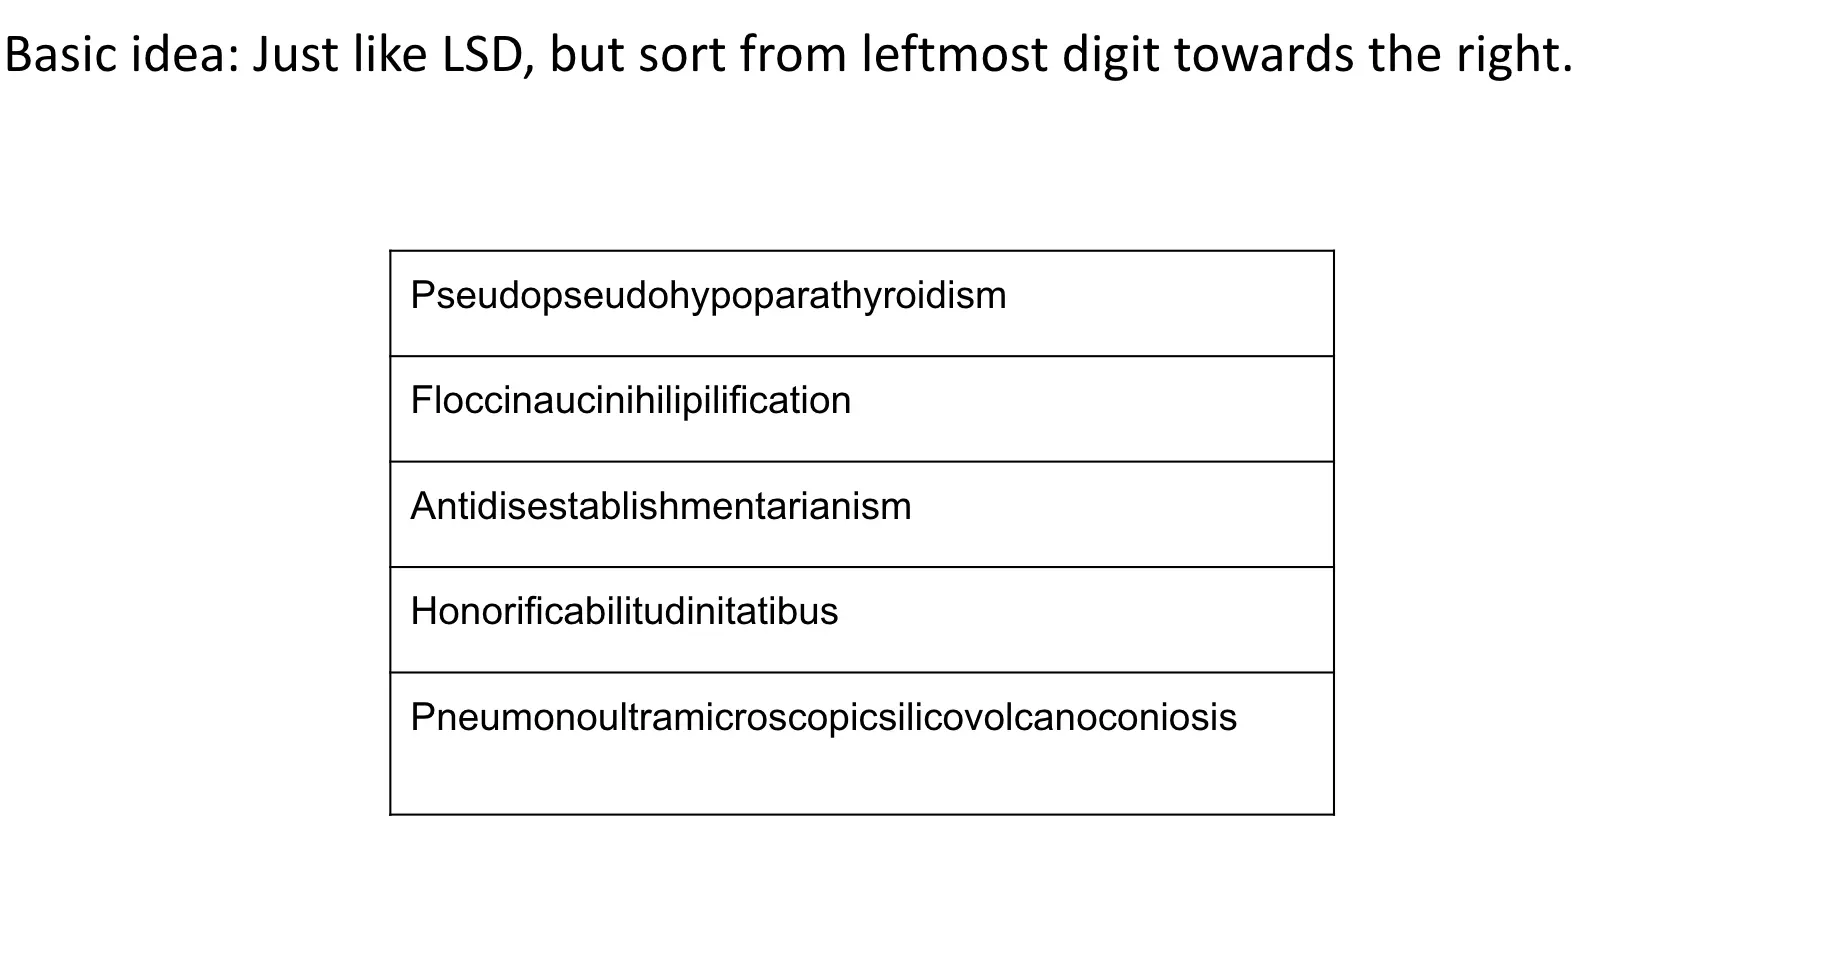 Basic idea: Just like LSD, but sort from leftmost digit towards the right.
Pseudopseudohypoparathyroidism
Floccinaucinihilipilification
Antidisestablishmentarianism
Honorificabilitudinitatibus
Pneumonoultramicroscopicsilicovolcanoconiosis